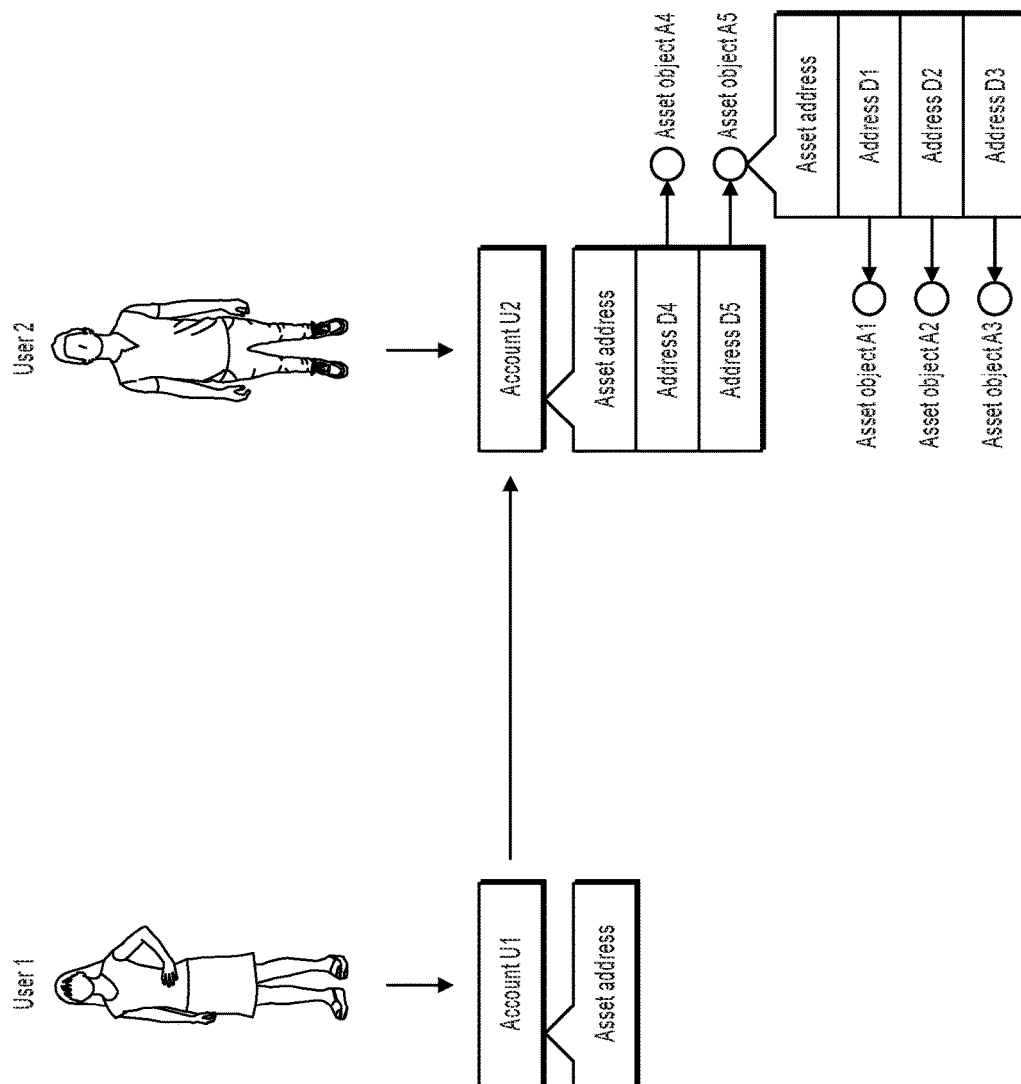 User 1
Account U1
Asset address
User 2
Account U2
Asset address
Address D4
Address D5
Asset object A4
Asset object A5
Asset address
Address D1
Address D2
Address D3
Asset object A1
Asset object A2
Asset object A3